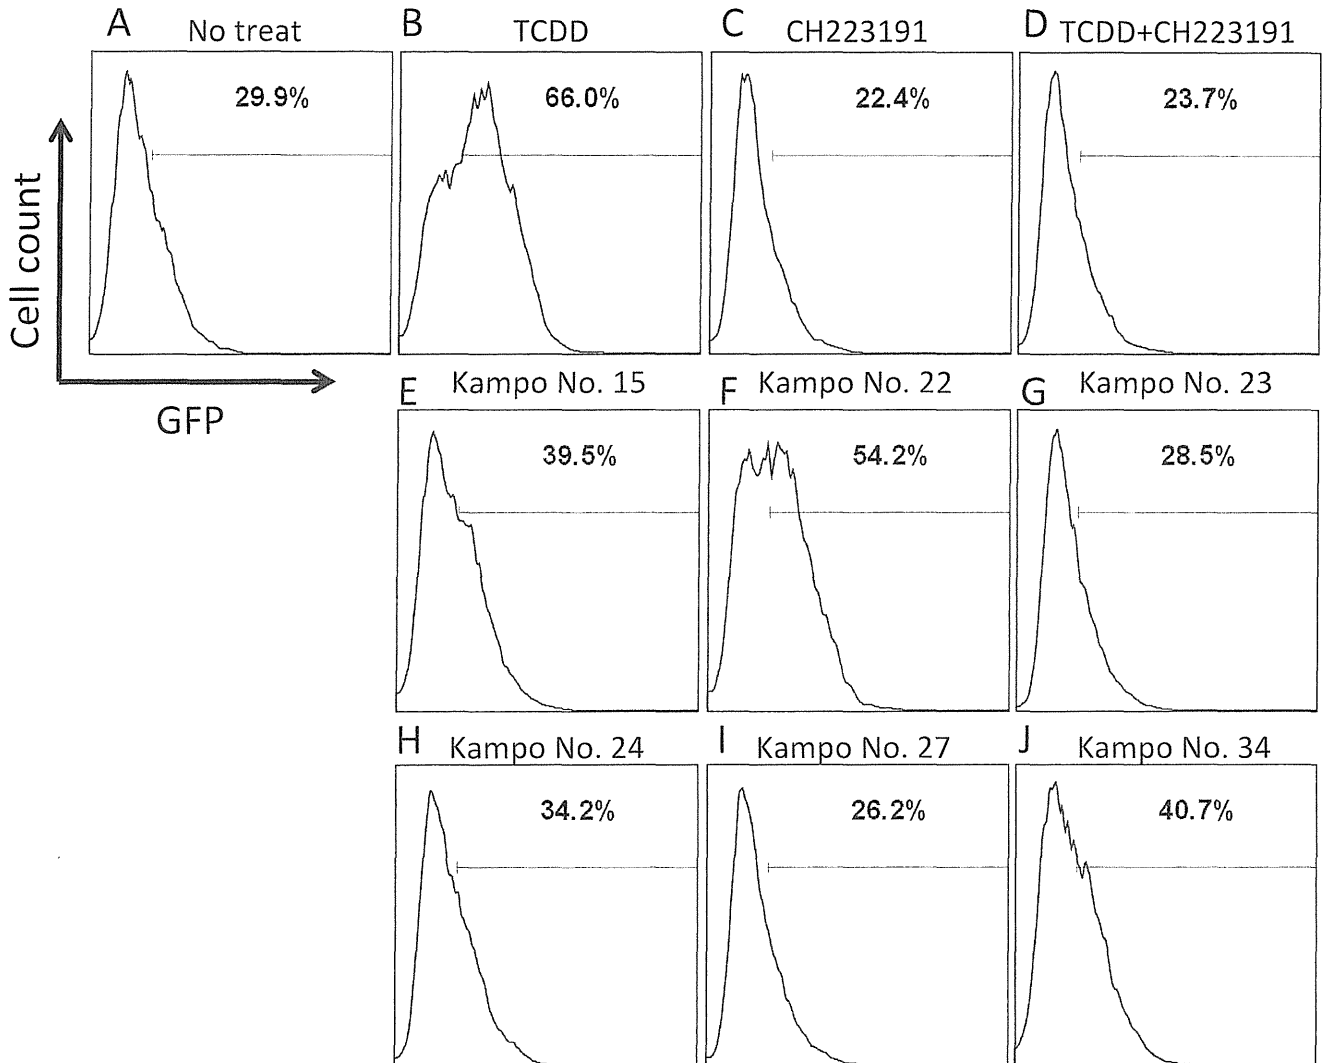 A No treat
B TCDD
C CH223191
D TCDD+CH223191
29.9%
66.0%
22.4%
23.7%
Cell count
GFP
E Kampo No. 15
F Kampo No. 22
G Kampo No. 23
39.5%
54.2%
28.5%
H Kampo No. 24
I Kampo No. 27
J Kampo No. 34
34.2%
26.2%
40.7%